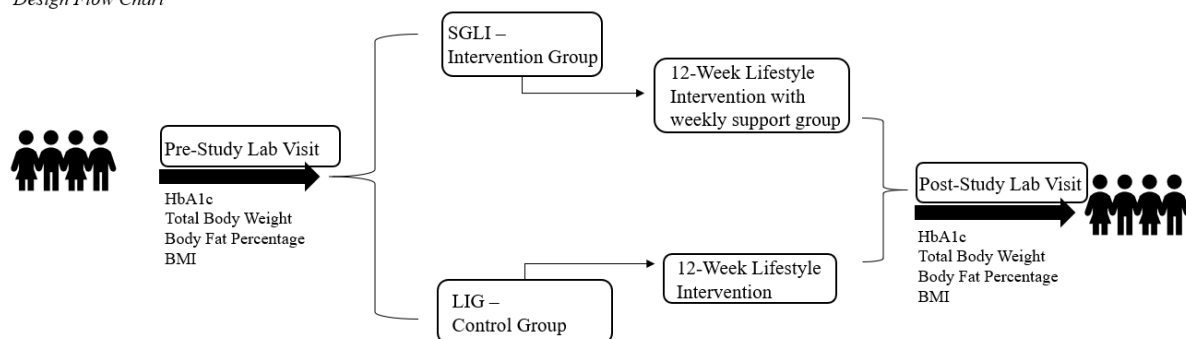 Design Flow Chart
SGLI –
Intervention Group
12-Week Lifestyle
Intervention with
weekly support group
Pre-Study Lab Visit
HbA1c
Total Body Weight
Body Fat Percentage
BMI
LIG –
Control Group
12-Week Lifestyle
Intervention
Post-Study Lab Visit
HbA1c
Total Body Weight
Body Fat Percentage
BMI